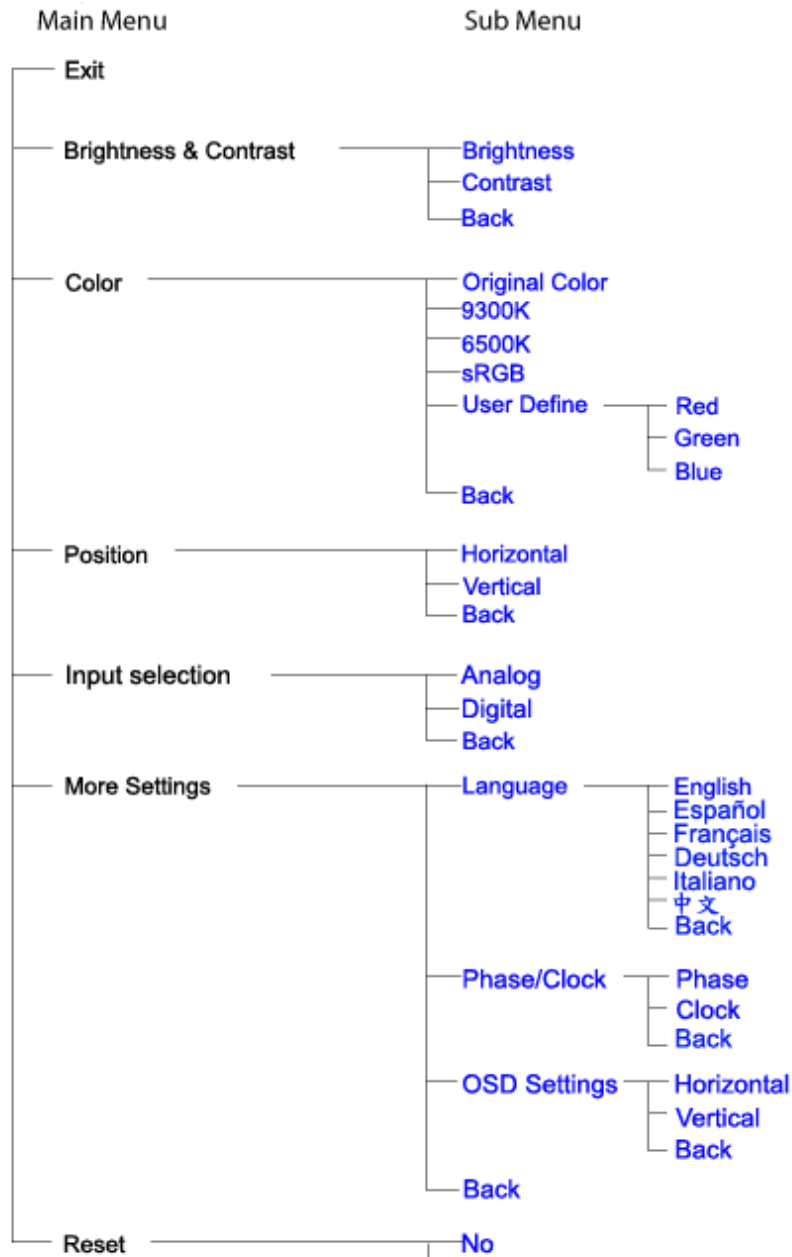 Main Menu Sub Menu
Exit
Brightness & Contrast Brightness
Contrast
Back
Color Original Color
9300K
6500K
sRGB
User Define Red
Green
Blue
Back
Position Horizontal
Vertical
Back
Input selection Analog
Digital
Back
More Settings Language English
Español
Français
Deutsch
Italiano
中文
Back
Phase/Clock Phase
Clock
Back
OSD Settings Horizontal
Vertical
Back
Back
Reset No